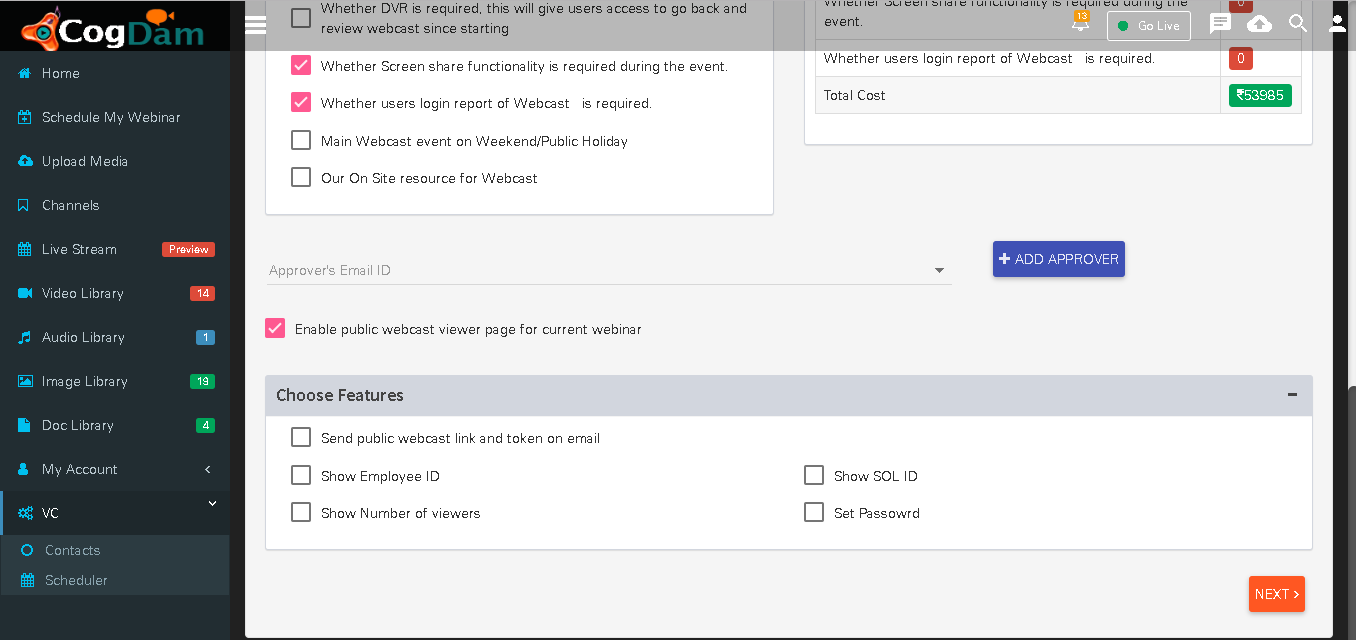 CogDam
Home
Schedule My Webinar
Upload Media
Channels
Live Stream Preview
Video Library 14
Audio Library 1
Image Library 19
Doc Library 4
My Account
VC
Contacts
Scheduler
13
Go Live
Whether DVR is required, this will give users access to go back and
review webcast since starting
Whether Screen share functionality is required during the event.
Whether users login report of Webcast is required.
Main Webcast event on Weekend/Public Holiday
Our On Site resource for Webcast
Whether Screen share functionality is required during the
event. 0
Whether users login report of Webcast is required. 0
Total Cost ₹53985
Approver's Email ID
+ ADD APPROVER
Enable public webcast viewer page for current webinar
Choose Features
Send public webcast link and token on email
Show Employee ID
Show SOL ID
Show Number of viewers
Set Passowrd
NEXT >